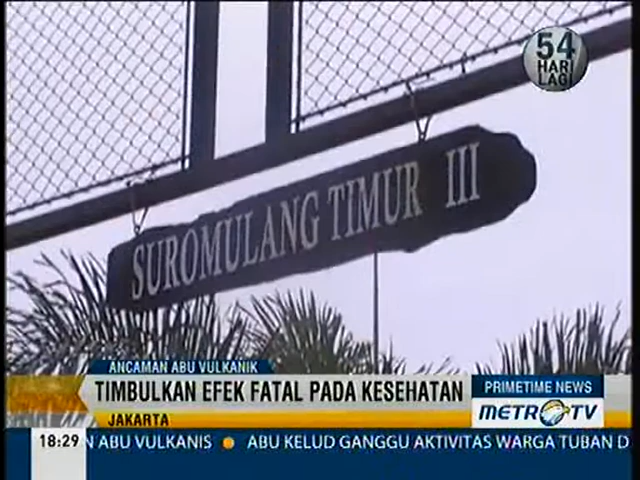 54
HARI
LAGI
SUROMULANG TIMUR III
ANCAMAN ABU VULKANIK
TIMBULKAN EFEK FATAL PADA KESEHATAN
PRIMETIME NEWS
JAKARTA
METRO TV
18:29 N ABU VULKANIS ABU KELUD GANGGU AKTIVITAS WARGA TUBAN D